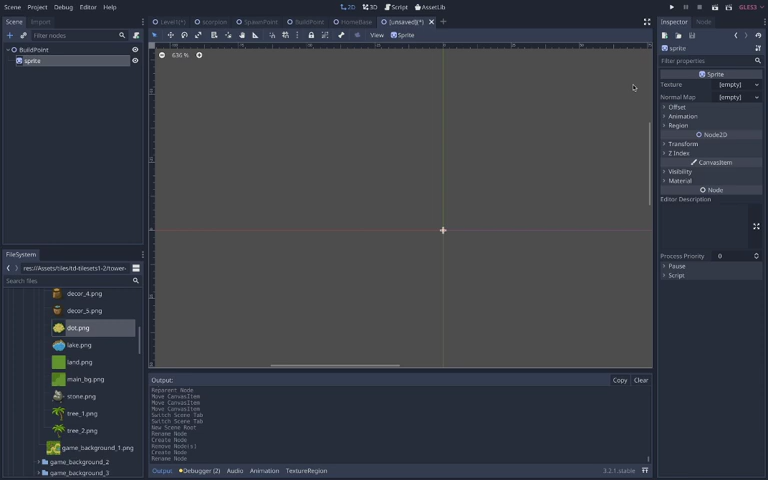 Scene Project Debug Editor Help
2D 3D Script AssetLib
GLES3
Scene Import
Level1(*) scorpion SpawnPoint BuildPoint HomeBase [unsaved](*)
Inspector Node
Filter nodes
View Sprite
sprite
BuildPoint
636 %
Filter properties
sprite
Sprite
Texture [empty]
Normal Map [empty]
Offset
Animation
Region
Node2D
Transform
Z Index
CanvasItem
Visibility
Material
Node
Editor Description
FileSystem
Process Priority 0
res://Assets/tiles/td-tilesets1-2/tower-
Pause
Search files
Script
decor_4.png
decor_5.png
dot.png
lake.png
land.png
main_bg.png
stone.png
tree_1.png
tree_2.png
game_background_1.png
game_background_2
game_background_3
Output:
Copy Clear
Reparent Node
Move CanvasItem
Move CanvasItem
Move CanvasItem
Switch Scene Tab
Switch Scene Tab
New Scene Root
Rename Node
Create Node
Remove Node(s)
Create Node
Rename Node
Output Debugger (2) Audio Animation TextureRegion
3.2.1.stable